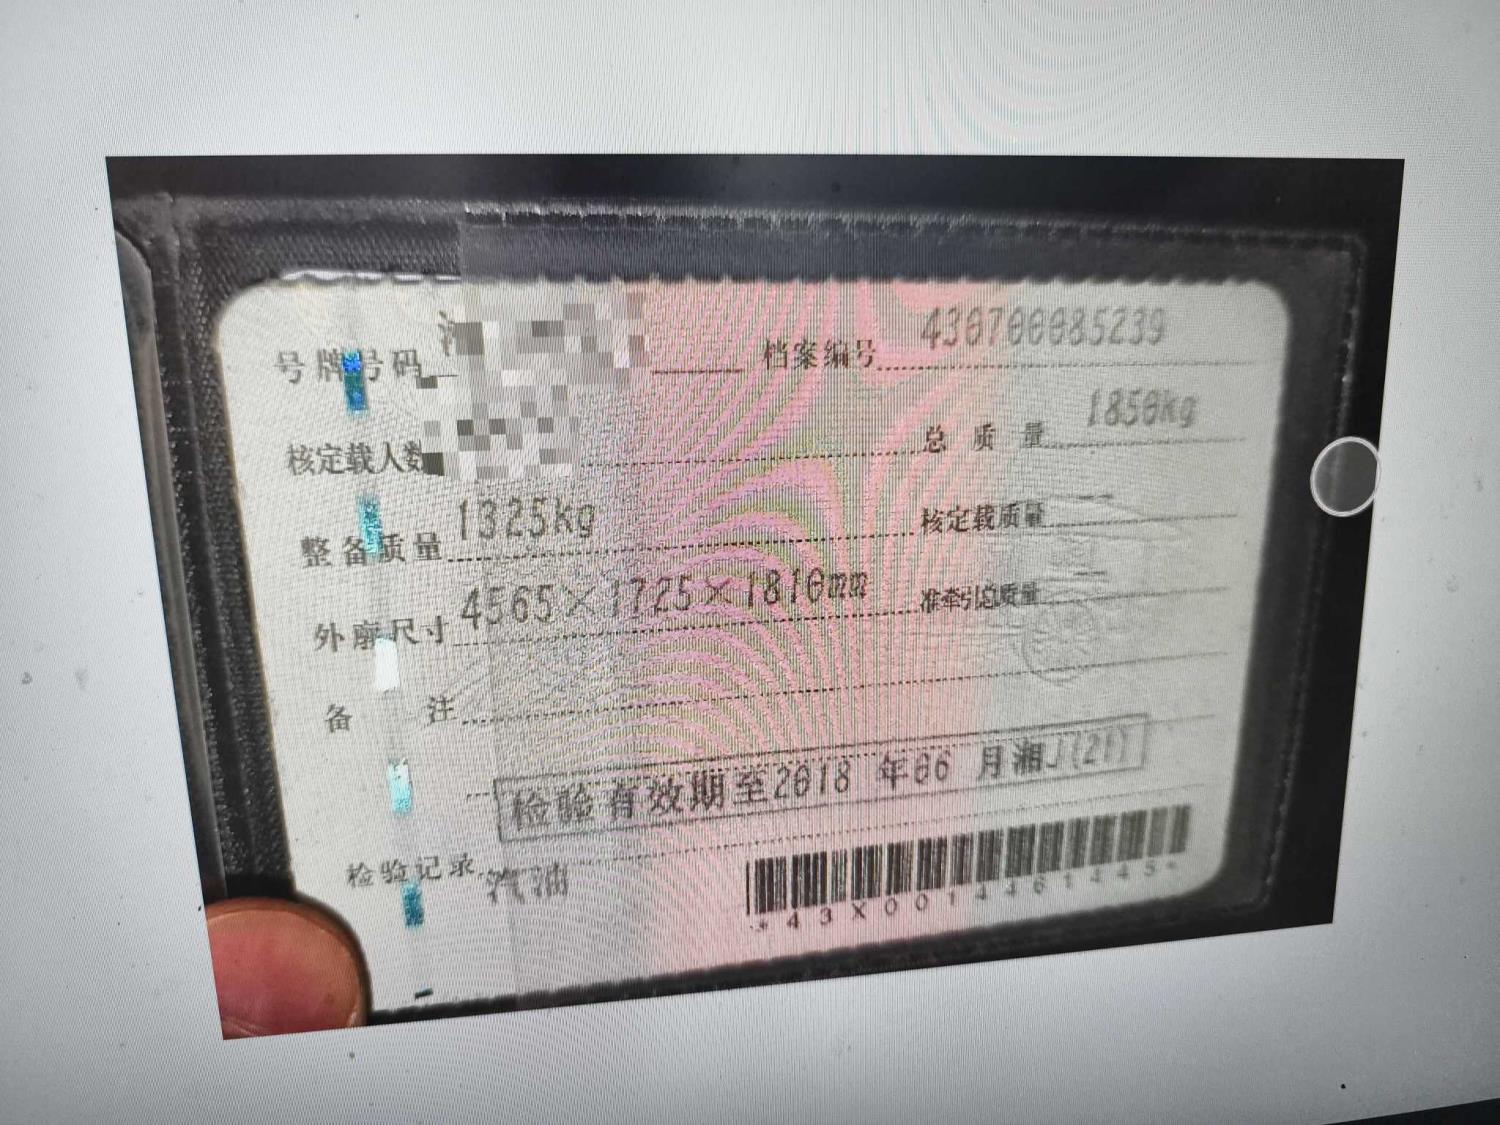 号牌号码 档案编号 430700085239
核定载人数 总质量 1850kg
整备质量 1325kg 核定载质量
外廓尺寸 4565×1725×1810mm 准牵引总质量
备注
检验有效期至2018年06月湘J(21)
检验记录 汽油
*43X0014461445*